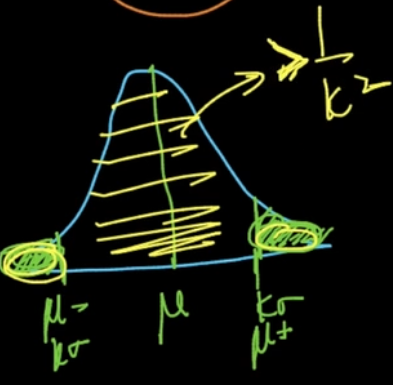 > 1/k²
μ- kσ
μ
kσ μ+